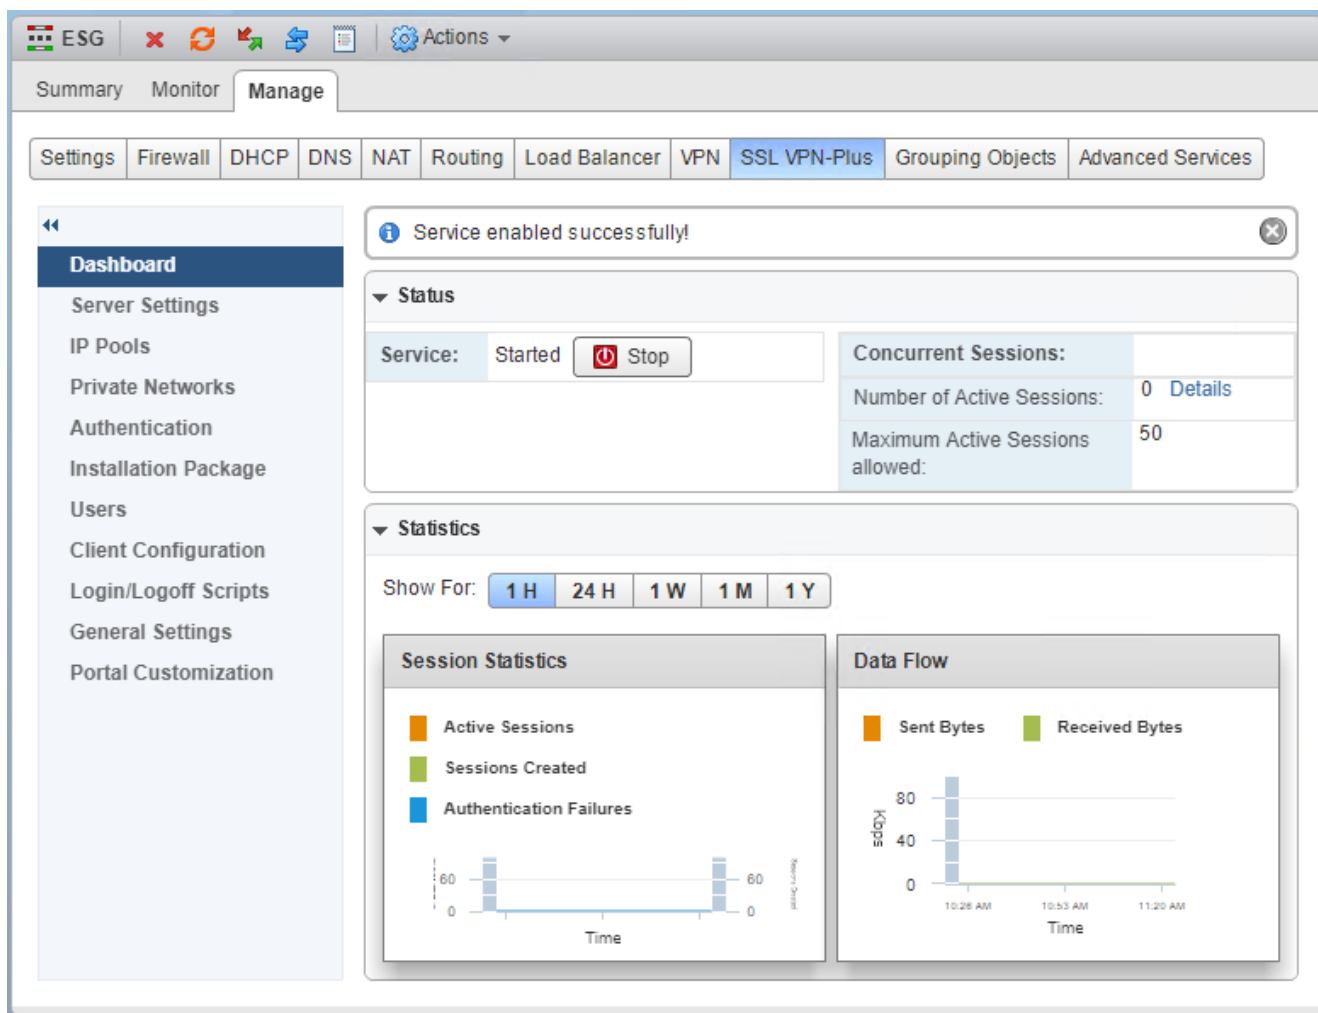 ESG Actions
Summary Monitor Manage
Settings Firewall DHCP DNS NAT Routing Load Balancer VPN SSL VPN-Plus Grouping Objects Advanced Services
Dashboard
Server Settings
IP Pools
Private Networks
Authentication
Installation Package
Users
Client Configuration
Login/Logoff Scripts
General Settings
Portal Customization
Service enabled successfully!
Status
Service: Started Stop
Concurrent Sessions:
Number of Active Sessions: 0 Details
Maximum Active Sessions 50
allowed:
Statistics
Show For: 1 H 24 H 1 W 1 M 1 Y
Session Statistics
Active Sessions
Sessions Created
Authentication Failures
60 60
0 0
Time
Data Flow
Sent Bytes Received Bytes
Kbps
80
40
0
10:26 AM 10:53 AM 11:20 AM
Time